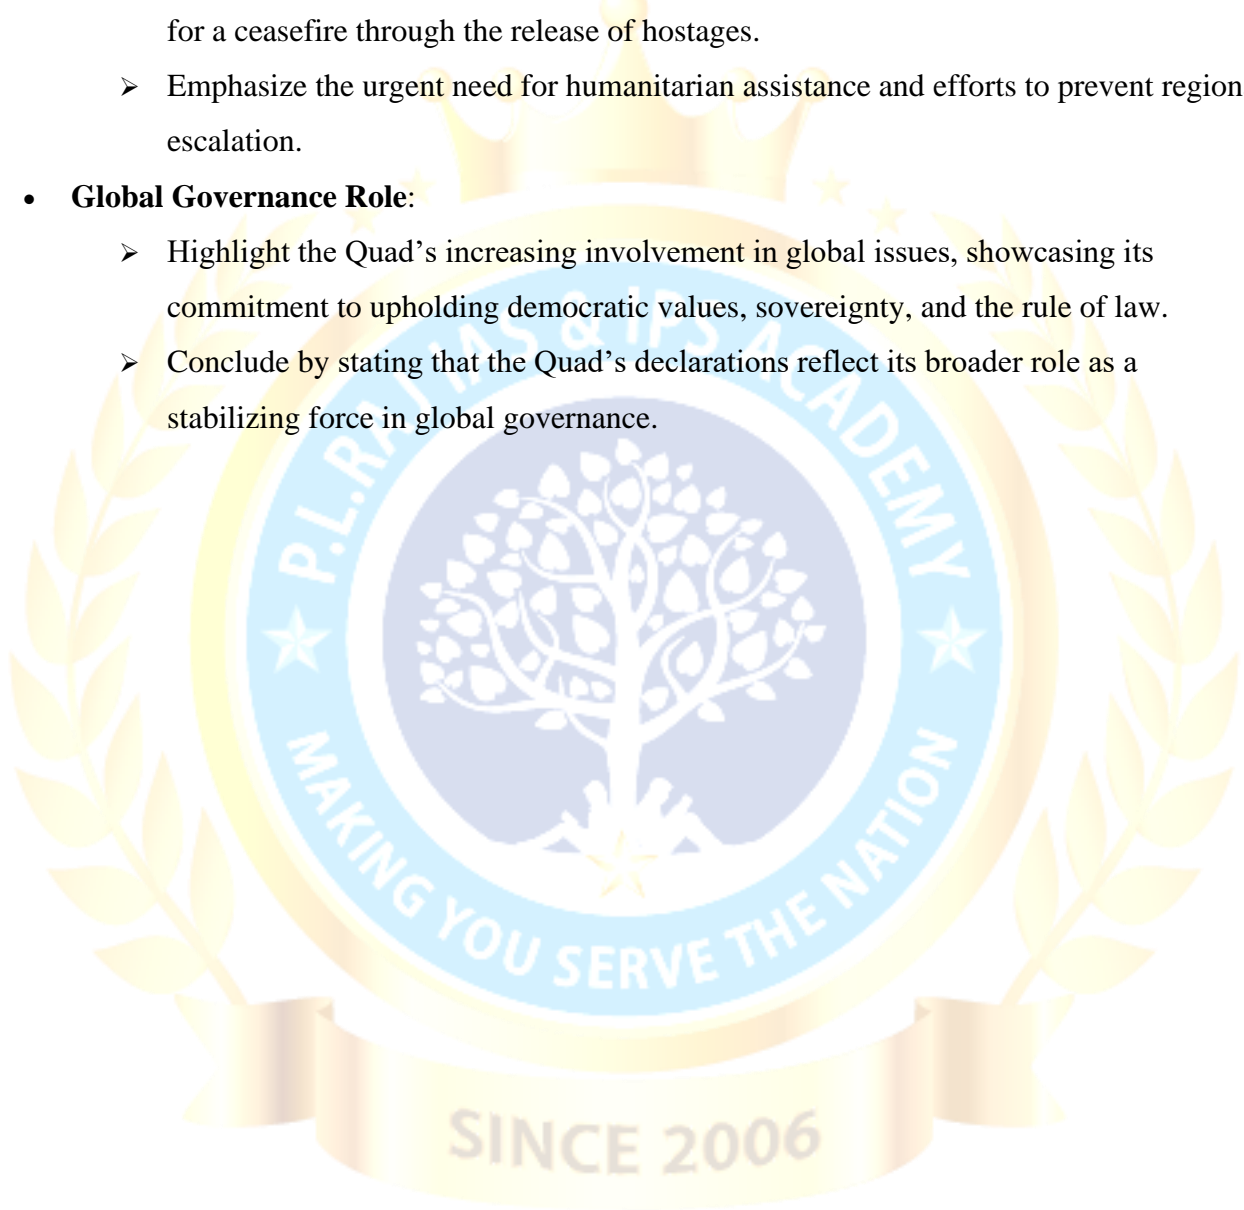 for a ceasefire through the release of hostages.
➢ Emphasize the urgent need for humanitarian assistance and efforts to prevent region
escalation.
• Global Governance Role:
➢ Highlight the Quad’s increasing involvement in global issues, showcasing its
commitment to upholding democratic values, sovereignty, and the rule of law.
➢ Conclude by stating that the Quad’s declarations reflect its broader role as a
stabilizing force in global governance.
P.L.RAJ IAS & IPS ACADEMY
MAKING YOU SERVE THE NATION
SINCE 2006